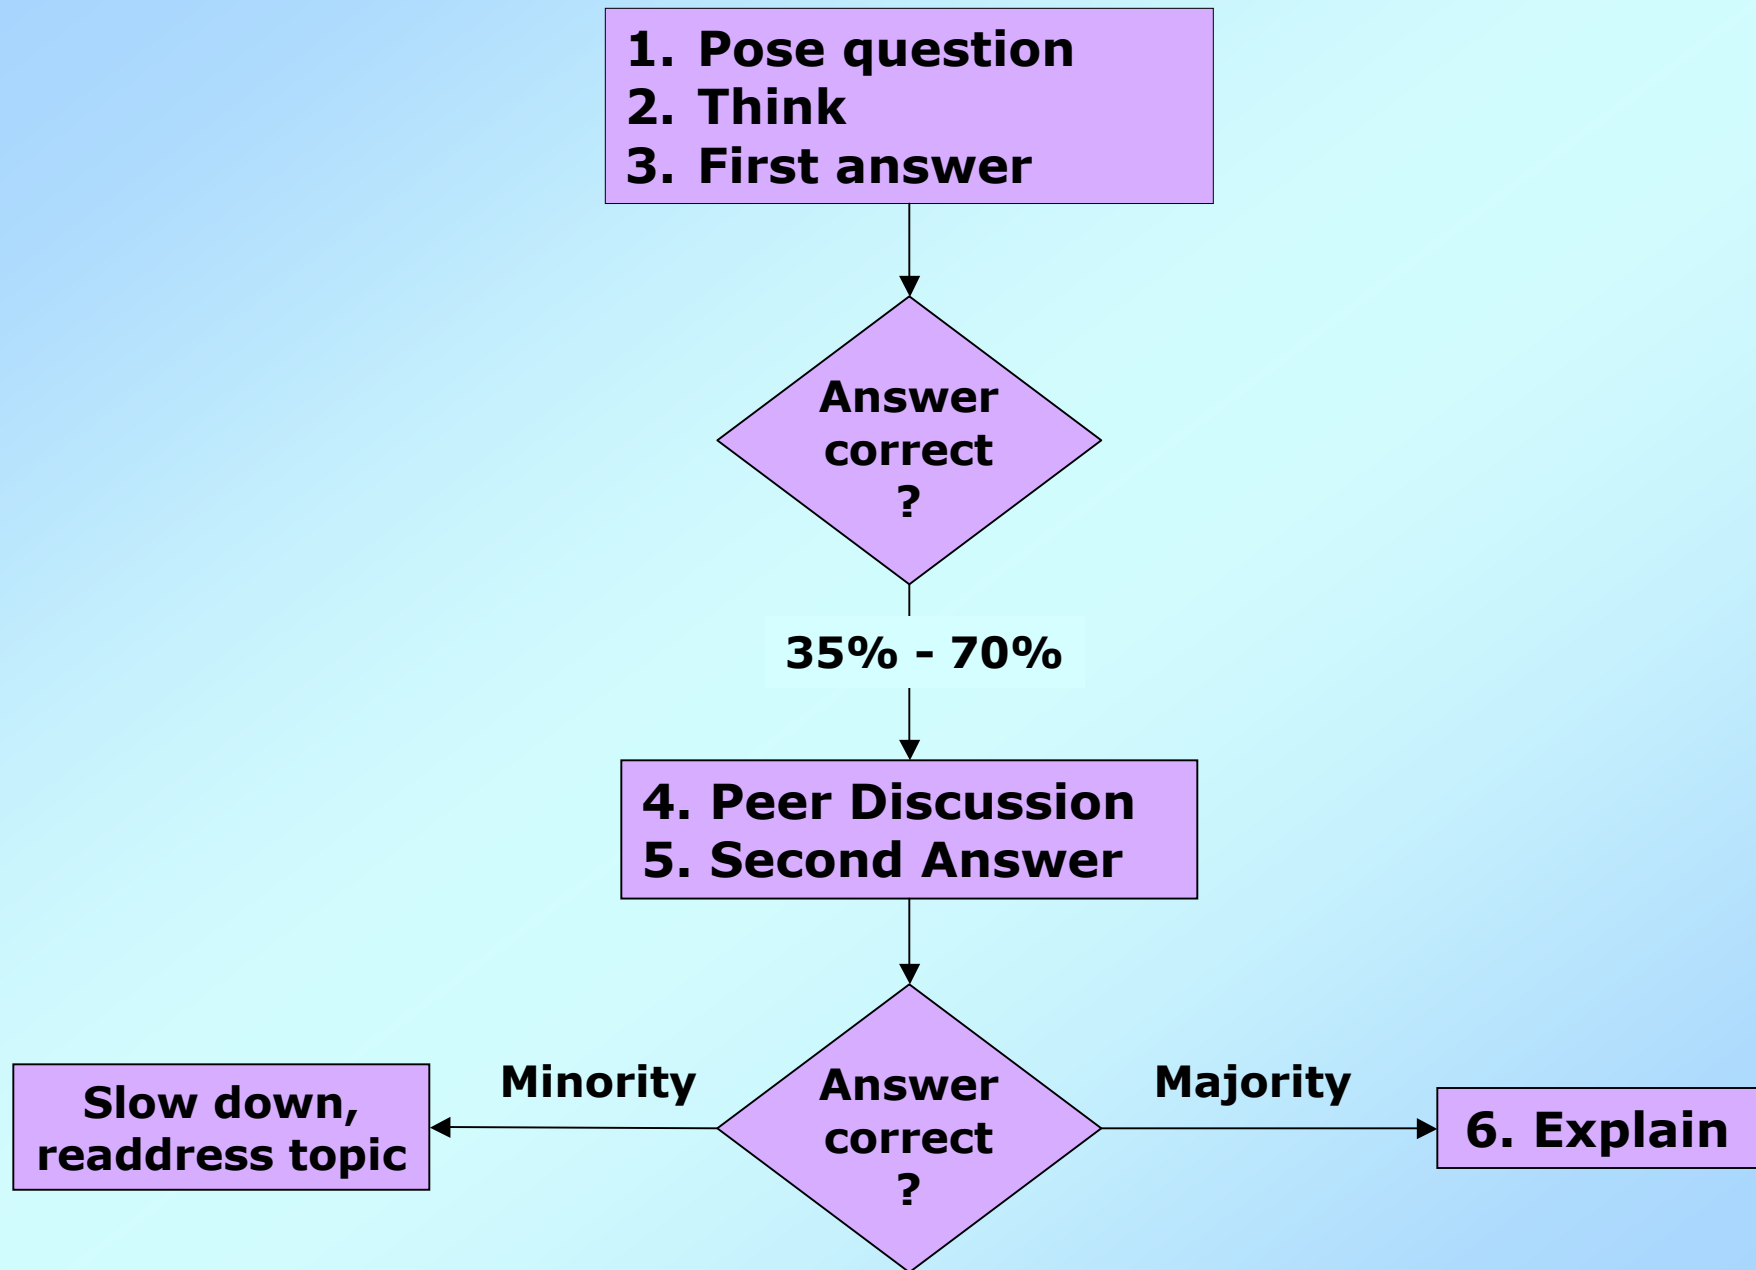 1. Pose question
2. Think
3. First answer
Answer
correct
?
35% - 70%
4. Peer Discussion
5. Second Answer
Minority
Majority
Slow down,
readdress topic
Answer
correct
?
6. Explain